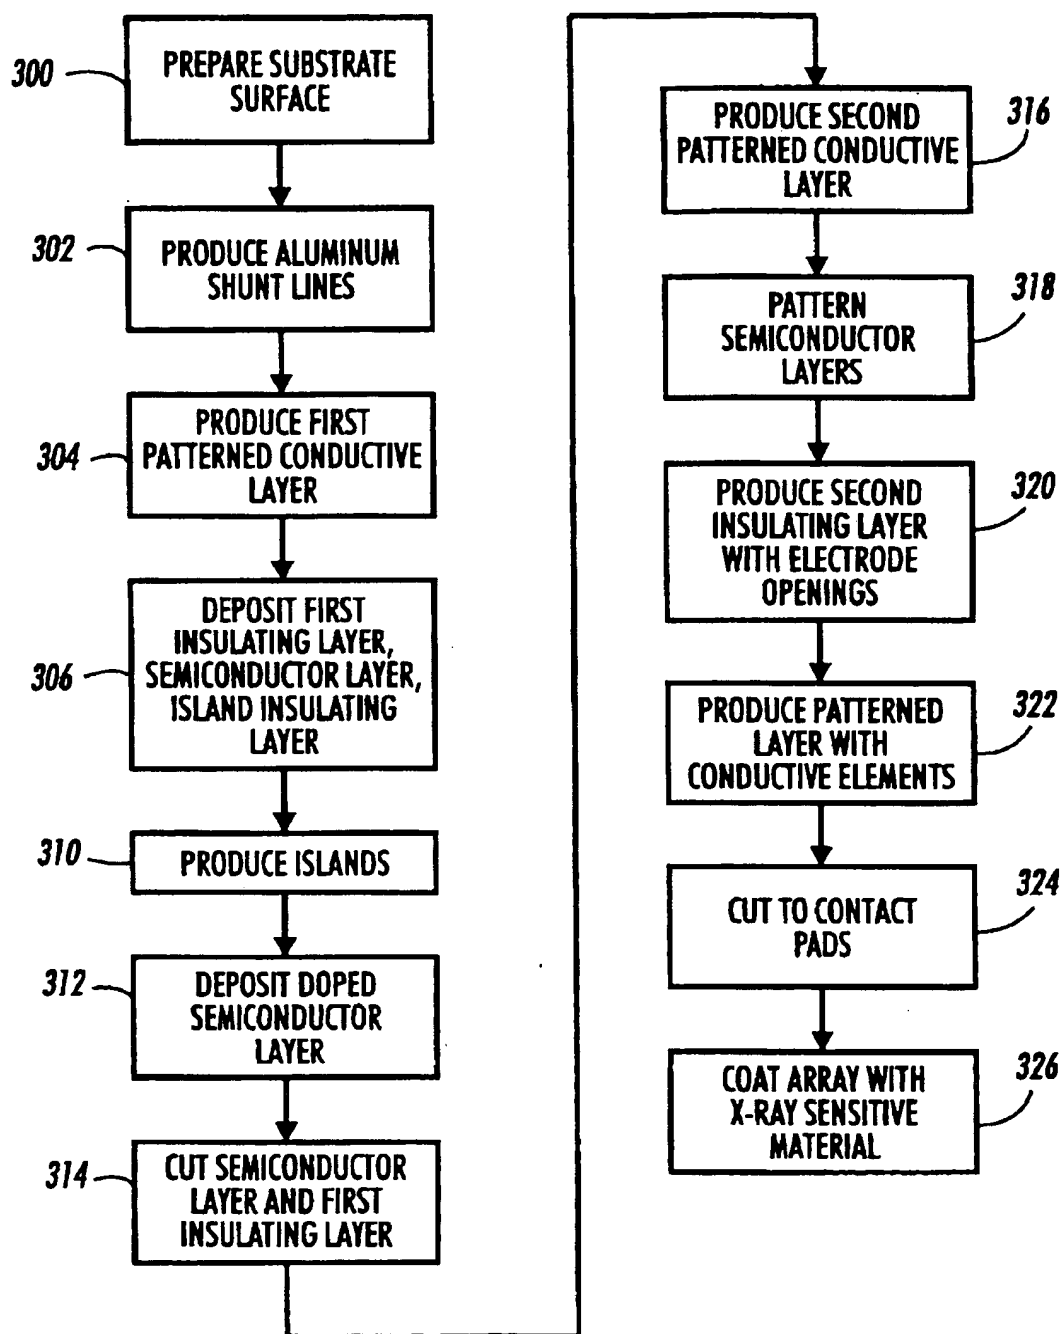 300
PREPARE SUBSTRATE
SURFACE
302
PRODUCE ALUMINUM
SHUNT LINES
304
PRODUCE FIRST
PATTERNED CONDUCTIVE
LAYER
306
DEPOSIT FIRST
INSULATING LAYER,
SEMICONDUCTOR LAYER,
ISLAND INSULATING
LAYER
310
PRODUCE ISLANDS
312
DEPOSIT DOPED
SEMICONDUCTOR
LAYER
314
CUT SEMICONDUCTOR
LAYER AND FIRST
INSULATING LAYER
316
PRODUCE SECOND
PATTERNED CONDUCTIVE
LAYER
318
PATTERN
SEMICONDUCTOR
LAYERS
320
PRODUCE SECOND
INSULATING LAYER
WITH ELECTRODE
OPENINGS
322
PRODUCE PATTERNED
LAYER WITH
CONDUCTIVE ELEMENTS
324
CUT TO CONTACT
PADS
326
COAT ARRAY WITH
X-RAY SENSITIVE
MATERIAL